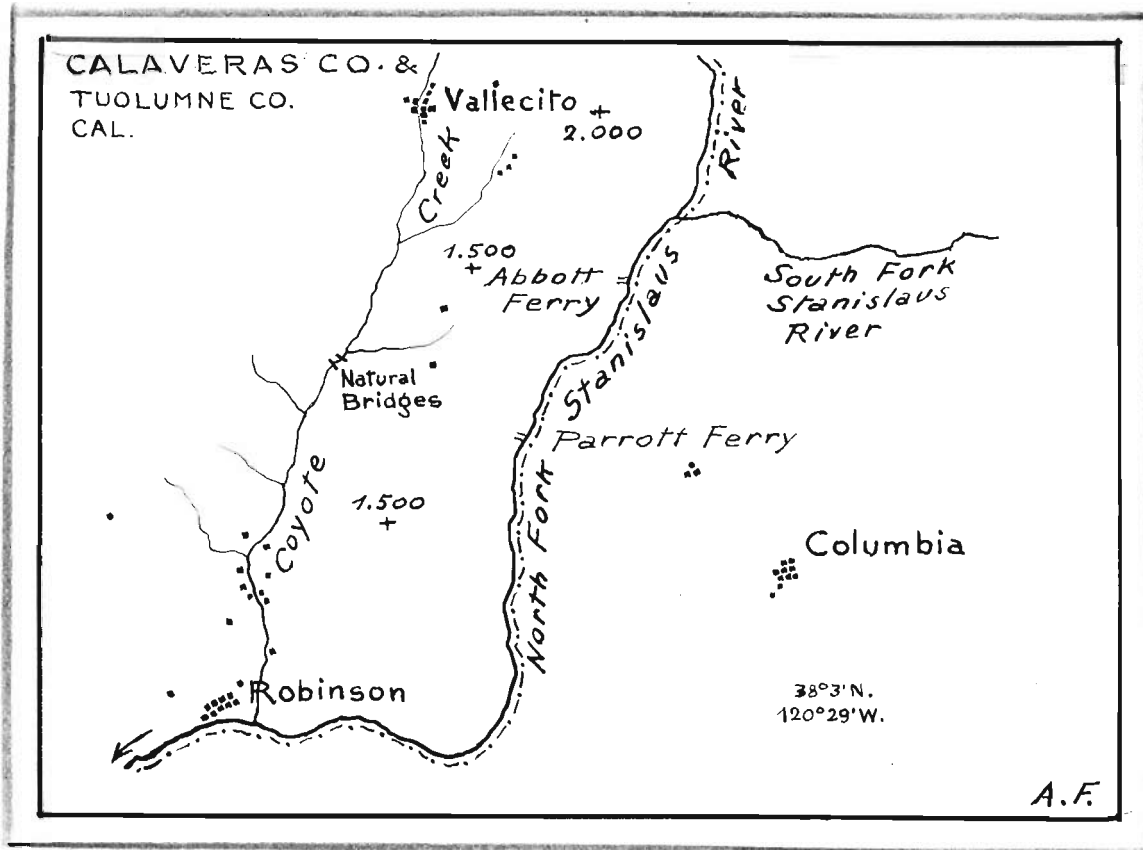 CALAVERAS CO. &
TUOLUMNE CO.
CAL.
Vallecito
2.000
Creek
River
1.500
Abbott
Ferry
South Fork
Stanislaus
River
Stanislaus
Natural
Bridges
Parrott Ferry
Coyote
1.500
North Fork
Columbia
Robinson
38°3'N.
120°29'W.
A.F.